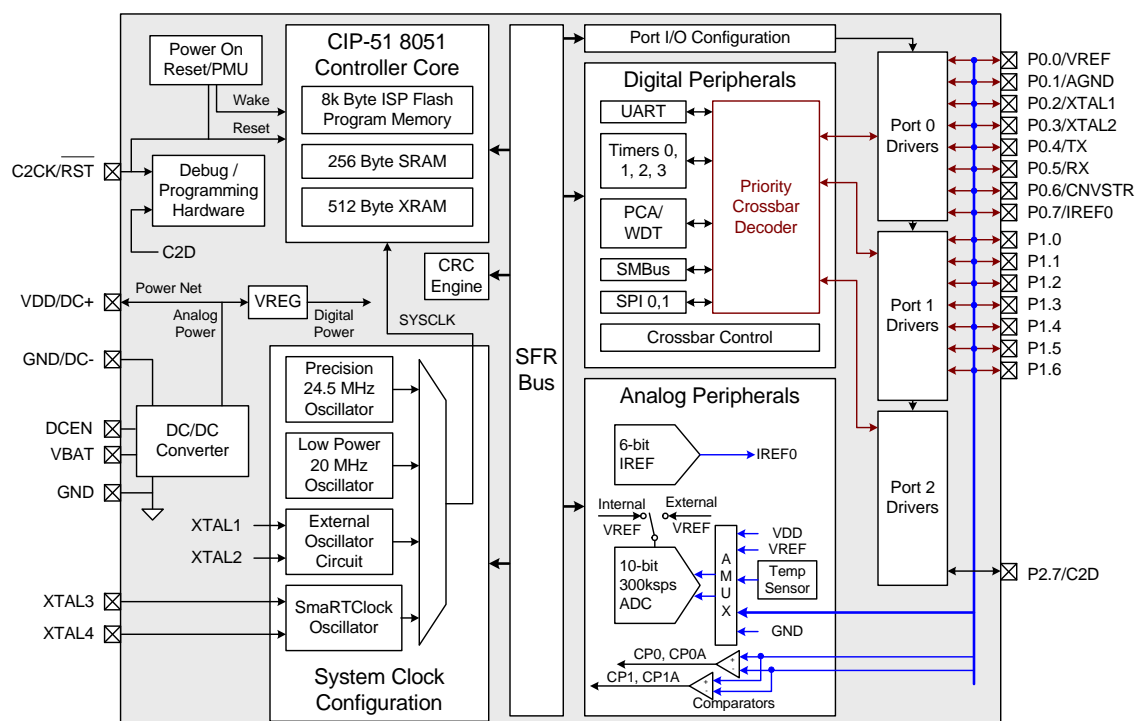 Power On
Reset/PMU
Wake
Reset
C2CK/RST
Debug /
Programming
Hardware
C2D
CIP-51 8051
Controller Core
8k Byte ISP Flash
Program Memory
256 Byte SRAM
512 Byte XRAM
CRC
Engine
VDD/DC+
Power Net
Analog
Power
VREG
Digital
Power
SYSCLK
GND/DC-
DCEN
VBAT
GND
DC/DC
Converter
Precision
24.5 MHz
Oscillator
Low Power
20 MHz
Oscillator
XTAL1
XTAL2
External
Oscillator
Circuit
XTAL3
XTAL4
SmaRTClock
Oscillator
System Clock
Configuration
SFR
Bus
Port I/O Configuration
Digital Peripherals
UART
Timers 0,
1, 2, 3
PCA/
WDT
SMBus
SPI 0,1
Priority
Crossbar
Decoder
Crossbar Control
Analog Peripherals
6-bit
IREF
IREF0
Internal
VREF
External
VREF
10-bit
300ksps
ADC
A
M
U
X
VDD
VREF
Temp
Sensor
GND
CP0, CP0A
+
-
CP1, CP1A
+
-
Comparators
Port 0
Drivers
Port 1
Drivers
Port 2
Drivers
P0.0/VREF
P0.1/AGND
P0.2/XTAL1
P0.3/XTAL2
P0.4/TX
P0.5/RX
P0.6/CNVSTR
P0.7/IREF0
P1.0
P1.1
P1.2
P1.3
P1.4
P1.5
P1.6
P2.7/C2D